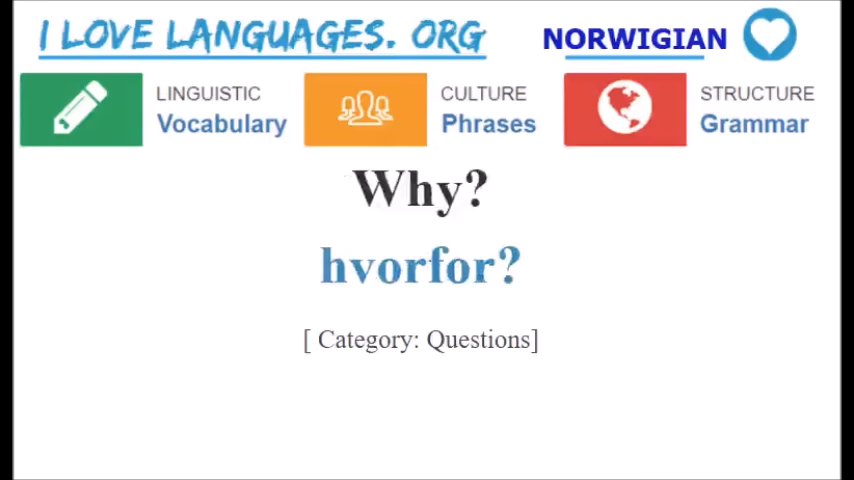 I LOVE LANGUAGES. ORG
NORWIGIAN
LINGUISTIC
Vocabulary
CULTURE
Phrases
STRUCTURE
Grammar
Why?
hvorfor?
[ Category: Questions]